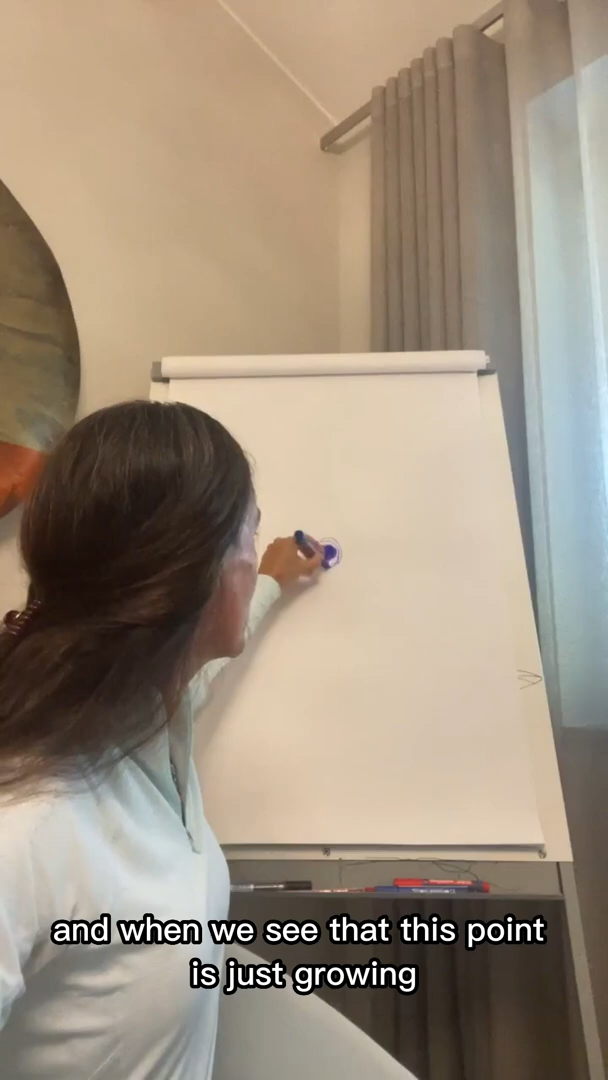 and when we see that this point
is just growing